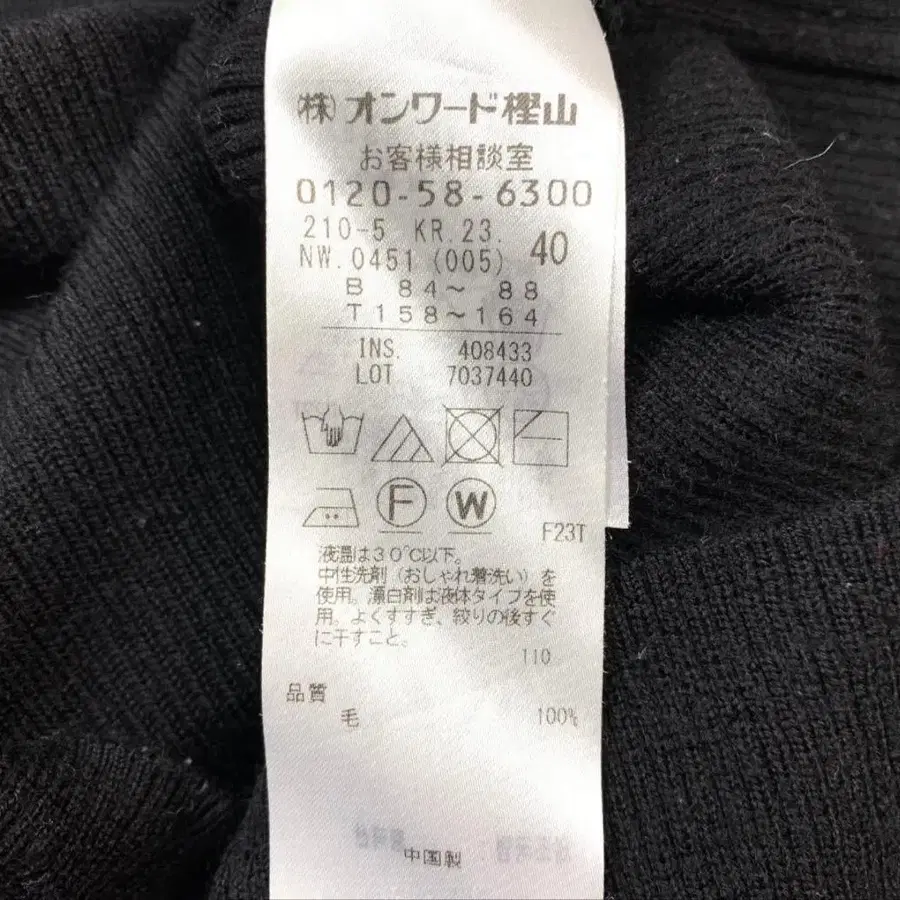 (株)オンワード樫山
お客様相談室
0120-58-6300
210-5 KR.23. 40
NW.0451 (005)
B 84～ 88
T158～164
INS. 408433
LOT 7037440
F W
F23T
液温は30℃以下。
中性洗剤（おしゃれ着洗い）を
使用。漂白剤は液体タイプを使
用。よくすすぎ、絞りの後すぐ
に干すこと。
110
品質
毛 100%
中国製